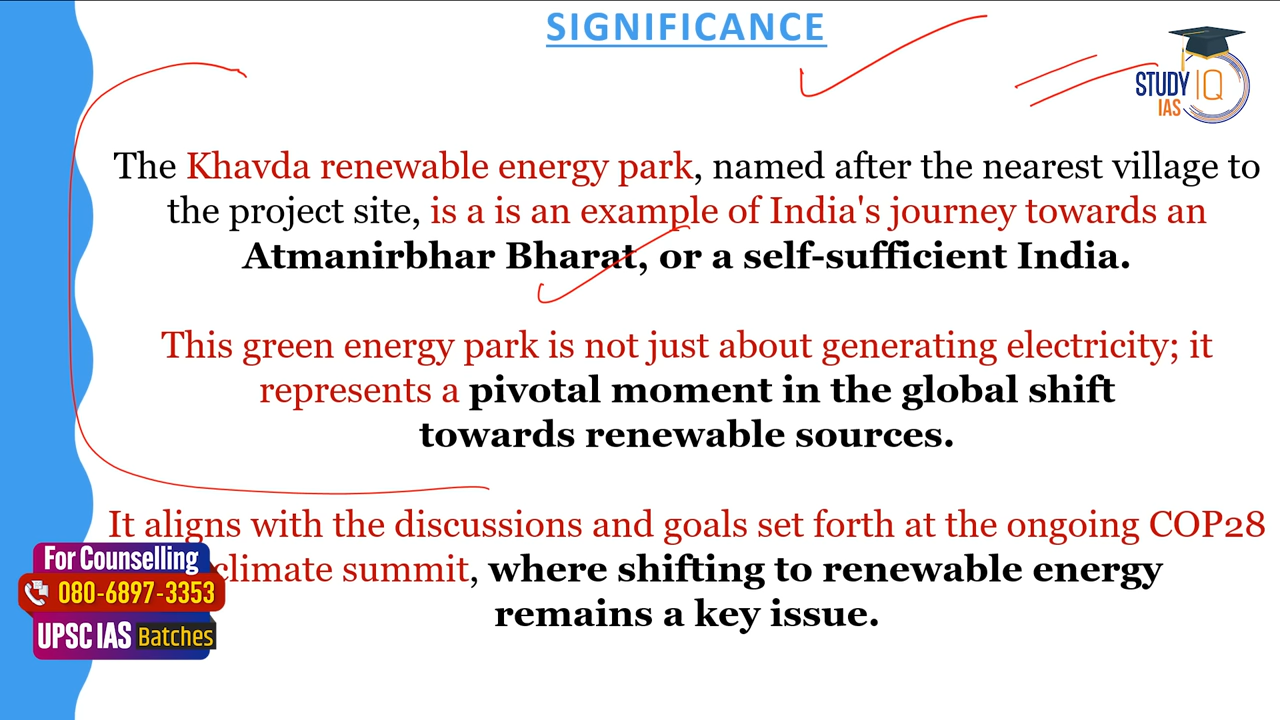 SIGNIFICANCE
STUDY IQ
IAS
The Khavda renewable energy park, named after the nearest village to
the project site, is a is an example of India's journey towards an
Atmanirbhar Bharat, or a self-sufficient India.
This green energy park is not just about generating electricity; it
represents a pivotal moment in the global shift
towards renewable sources.
It aligns with the discussions and goals set forth at the ongoing COP28
climate summit, where shifting to renewable energy
remains a key issue.
For Counselling
080-6897-3353
UPSC IAS Batches